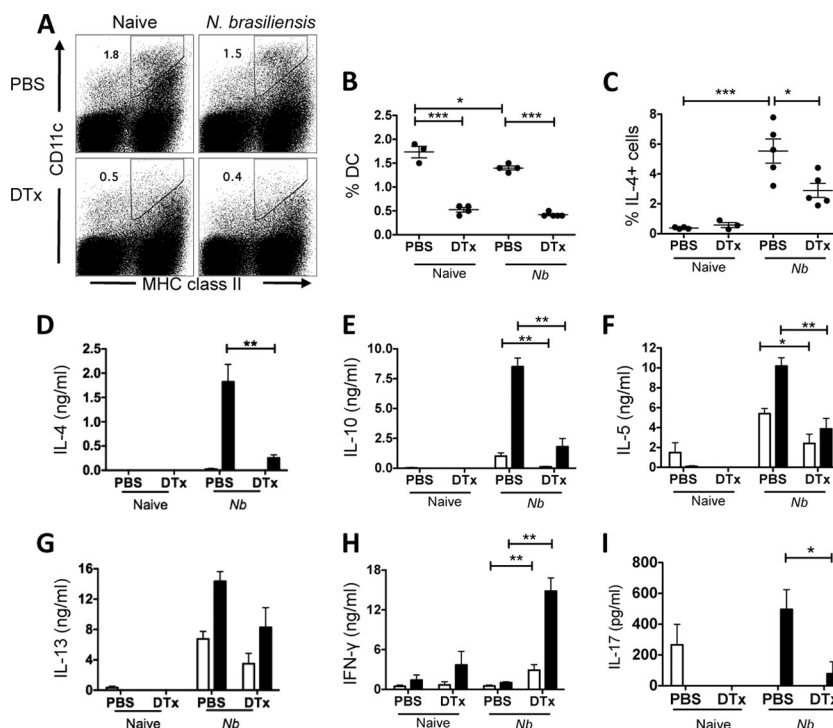 A
Naive
N. brasiliensis
PBS
1.8
1.5
CD11c
DTx
0.5
0.4
MHC class II
B
*
***
***
% DC
2.5
2.0
1.5
1.0
0.5
0.0
PBS DTx PBS DTx
Naive
Nb
C
***
*
% IL-4+ cells
8
6
4
2
0
PBS DTx PBS DTx
Naive
Nb
D
**
IL-4 (ng/ml)
2.5
2.0
1.5
1.0
0.5
0.0
PBS DTx PBS DTx
Naive
Nb
E
**
**
IL-10 (ng/ml)
10.0
7.5
5.0
2.5
0.0
PBS DTx PBS DTx
Naive
Nb
F
**
*
IL-5 (ng/ml)
12
10
8
6
4
2
0
PBS DTx PBS DTx
Naive
Nb
G
IL-13 (ng/ml)
16
12
8
4
0
PBS DTx PBS DTx
Naive
Nb
H
**
**
IFN-γ (ng/ml)
18
12
6
0
PBS DTx PBS DTx
Naive
Nb
I
*
IL-17 (pg/ml)
800
600
400
200
0
PBS DTx PBS DTx
Naive
Nb